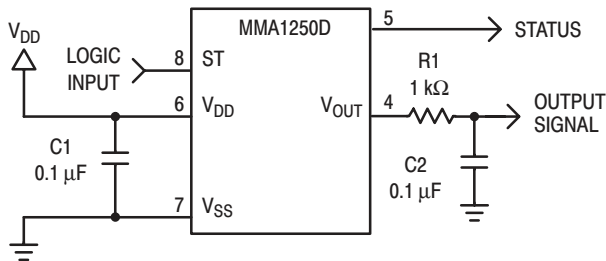 MMA1250D
5
STATUS
V_DD
LOGIC
INPUT
8
ST
R1
1 kΩ
6
V_DD
V_OUT
4
OUTPUT
SIGNAL
C1
0.1 μF
C2
0.1 μF
7
V_SS